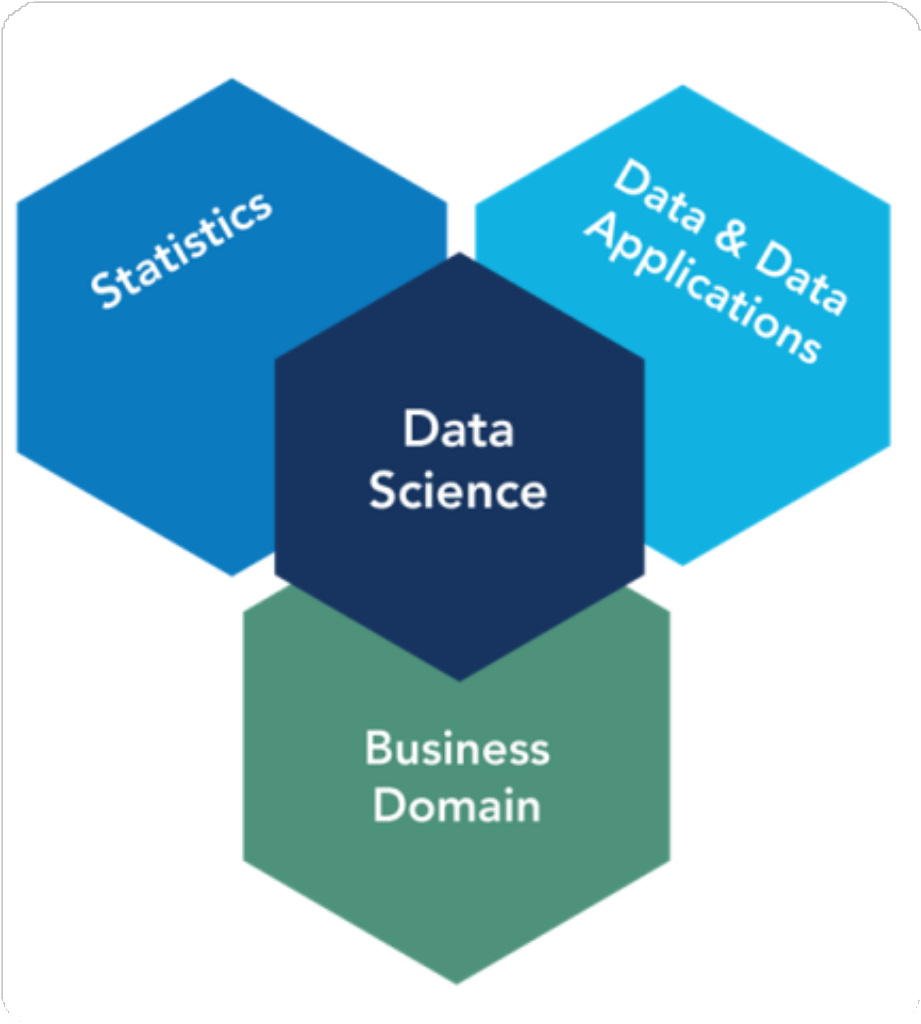 Statistics
Data & Data
Applications
Data
Science
Business
Domain